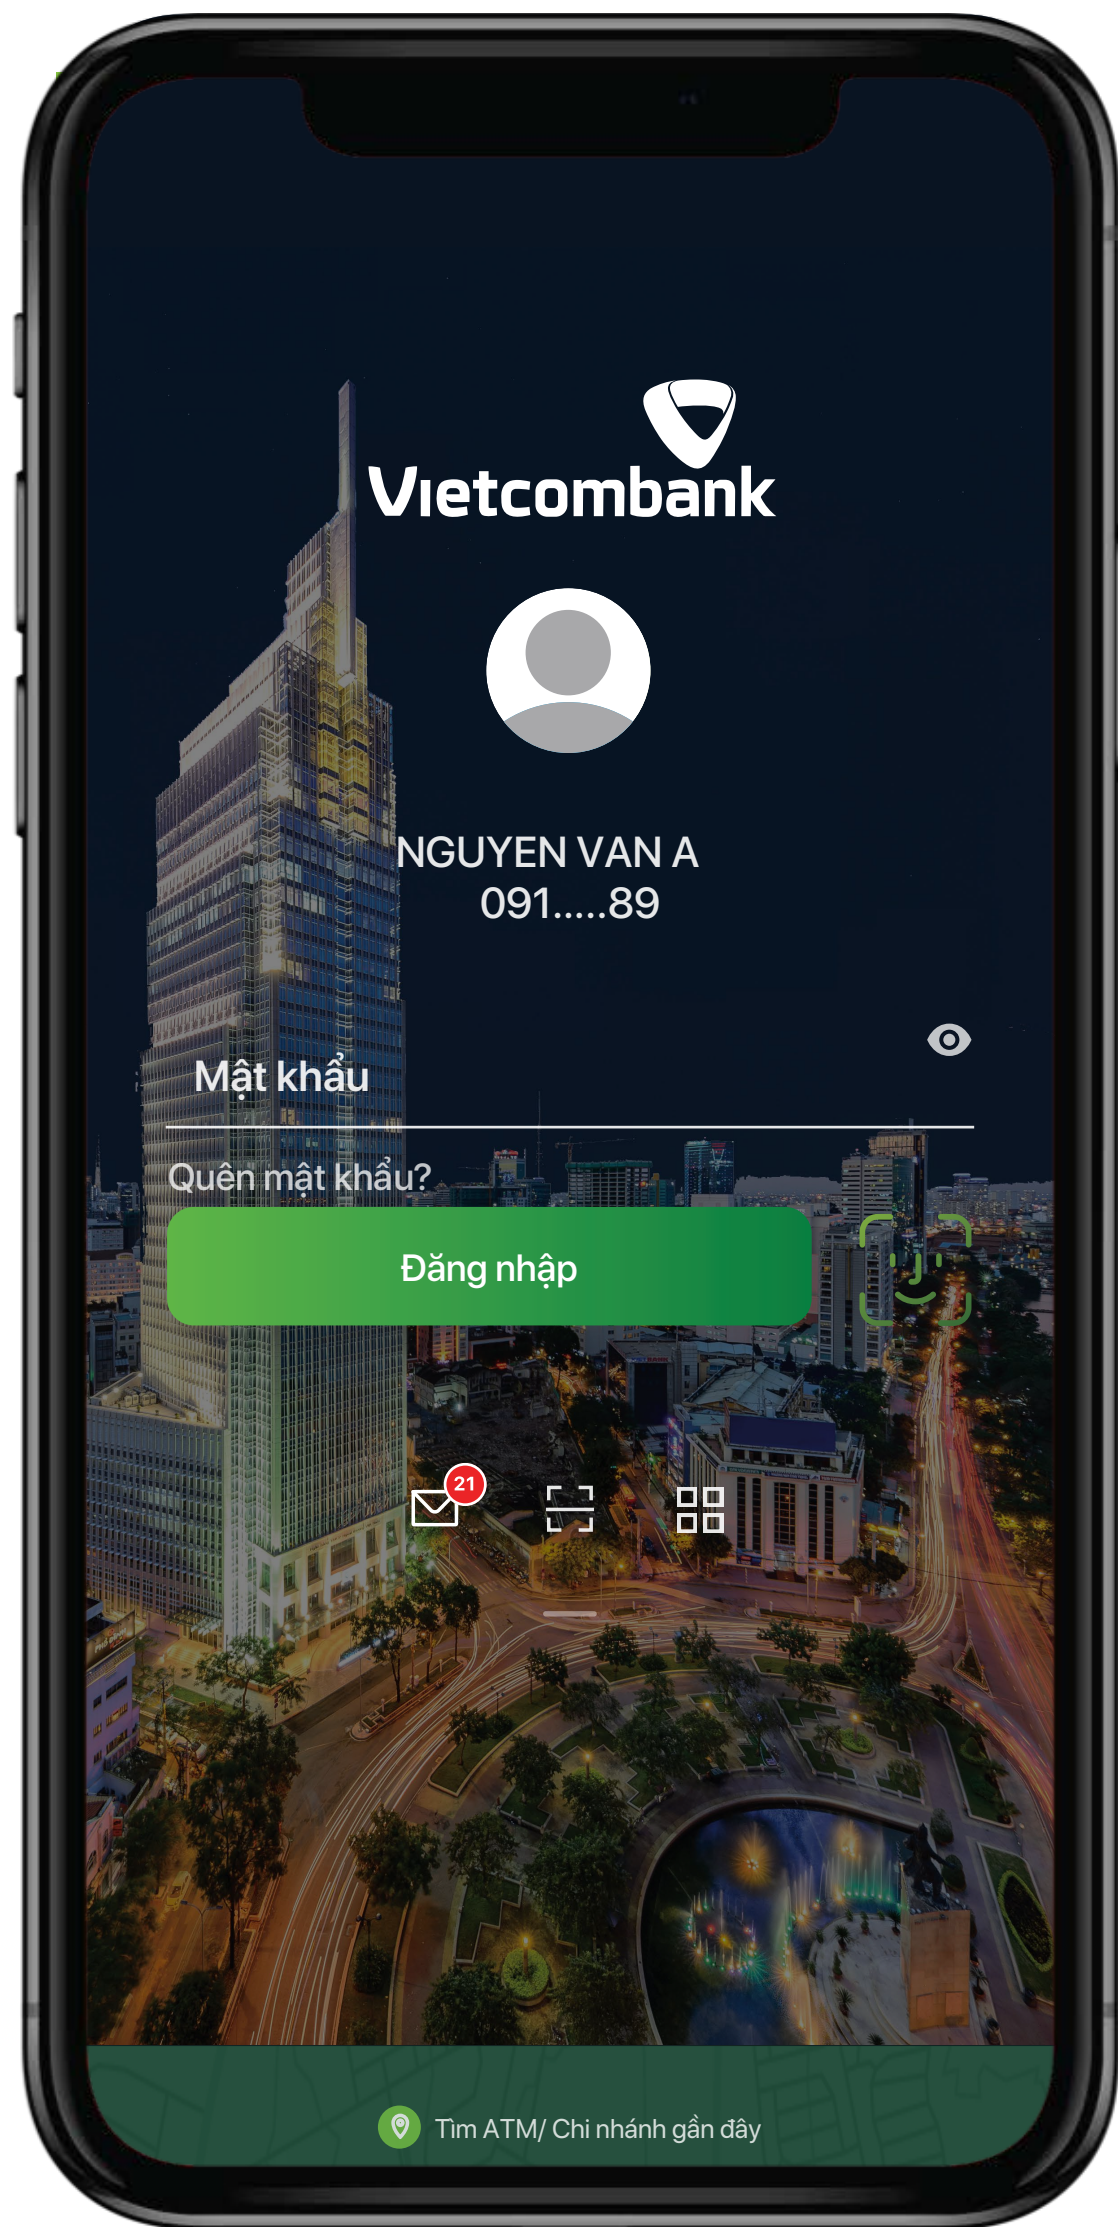 Vietcombank
NGUYEN VAN A
091.....89
Mật khẩu
Quên mật khẩu?
Đăng nhập
21
Tìm ATM/ Chi nhánh gần đây